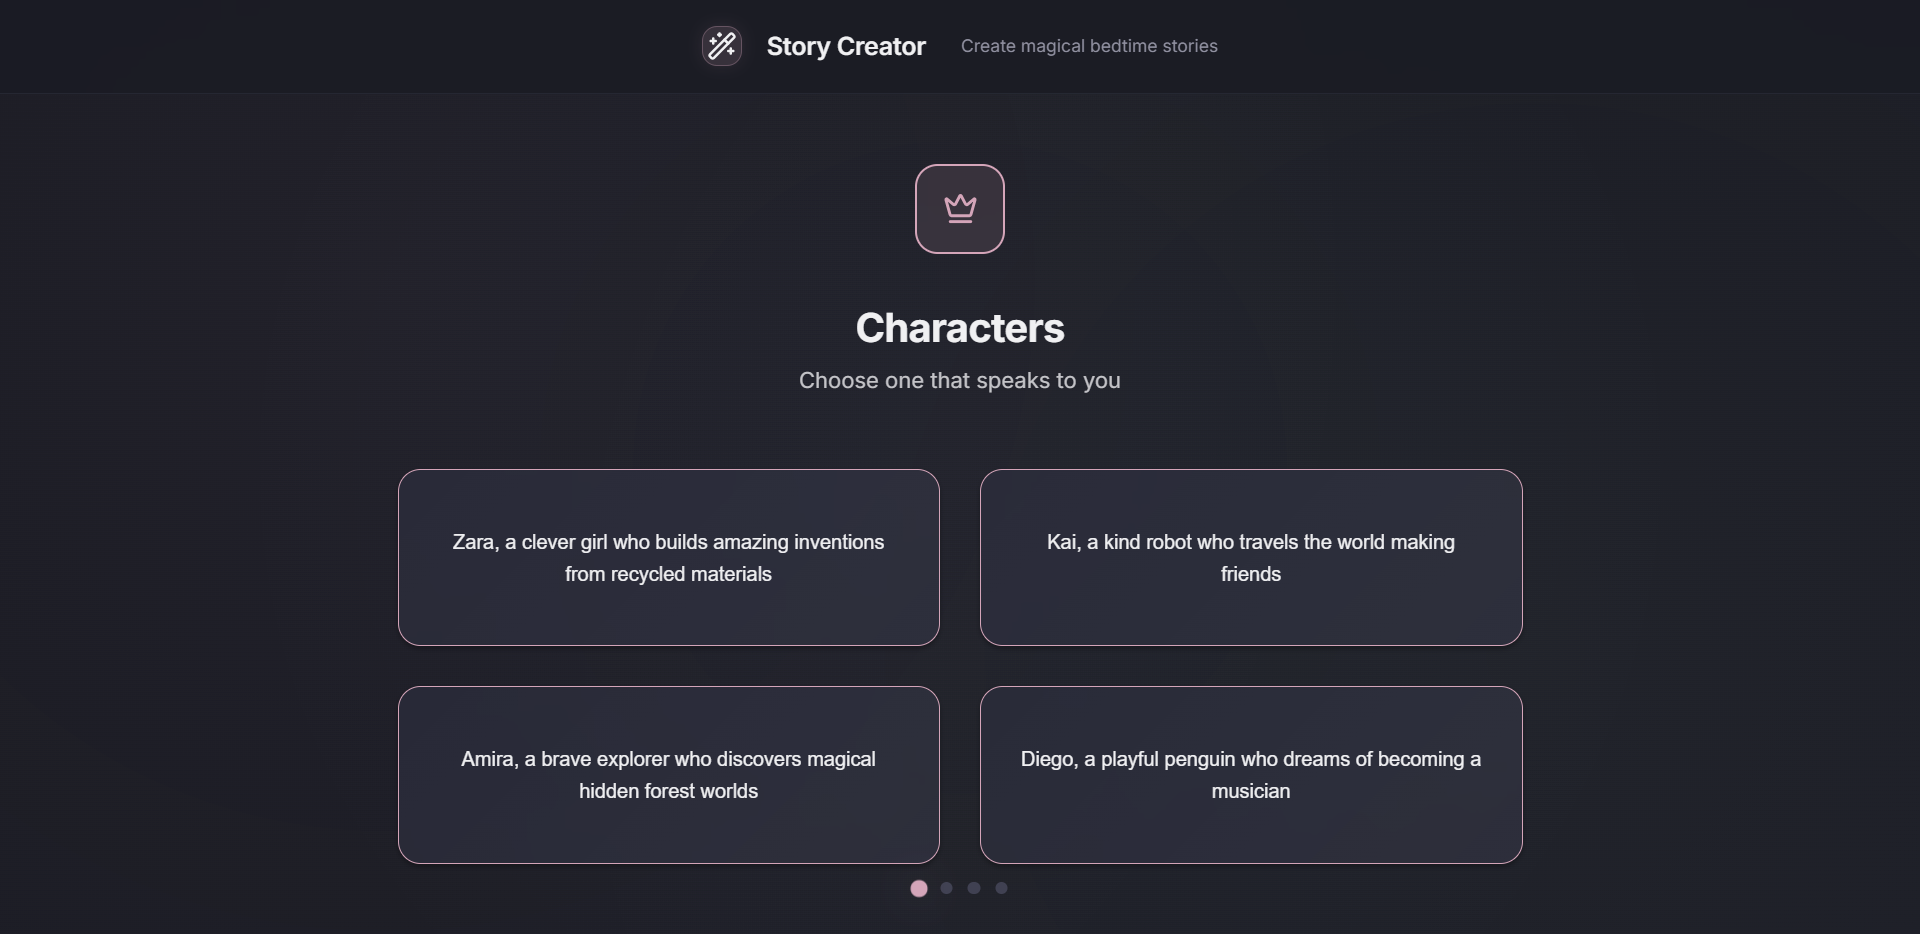 Story Creator
Create magical bedtime stories
Characters
Choose one that speaks to you
Zara, a clever girl who builds amazing inventions
from recycled materials
Kai, a kind robot who travels the world making
friends
Amira, a brave explorer who discovers magical
hidden forest worlds
Diego, a playful penguin who dreams of becoming a
musician